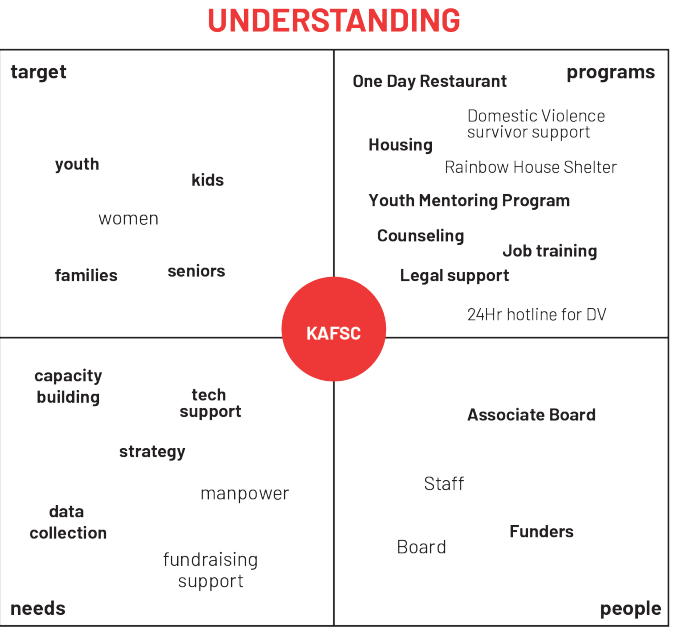 UNDERSTANDING
target
youth
kids
women
families
seniors
programs
One Day Restaurant
Domestic Violence
survivor support
Housing
Rainbow House Shelter
Youth Mentoring Program
Counseling
Job training
Legal support
24Hr hotline for DV
KAFSC
capacity
building
tech
support
strategy
manpower
data
collection
fundraising
support
needs
Associate Board
Staff
Funders
Board
people